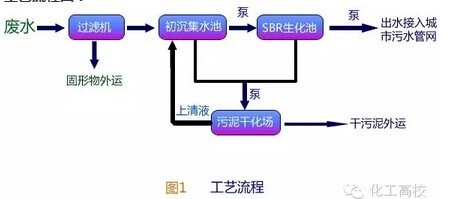 废水
过滤机
初沉集水池
泵
SBR生化池
泵
出水接入城
市污水管网
固形物外运
泵
上清液
污泥干化场
干污泥外运
图1 工艺流程
化工高校